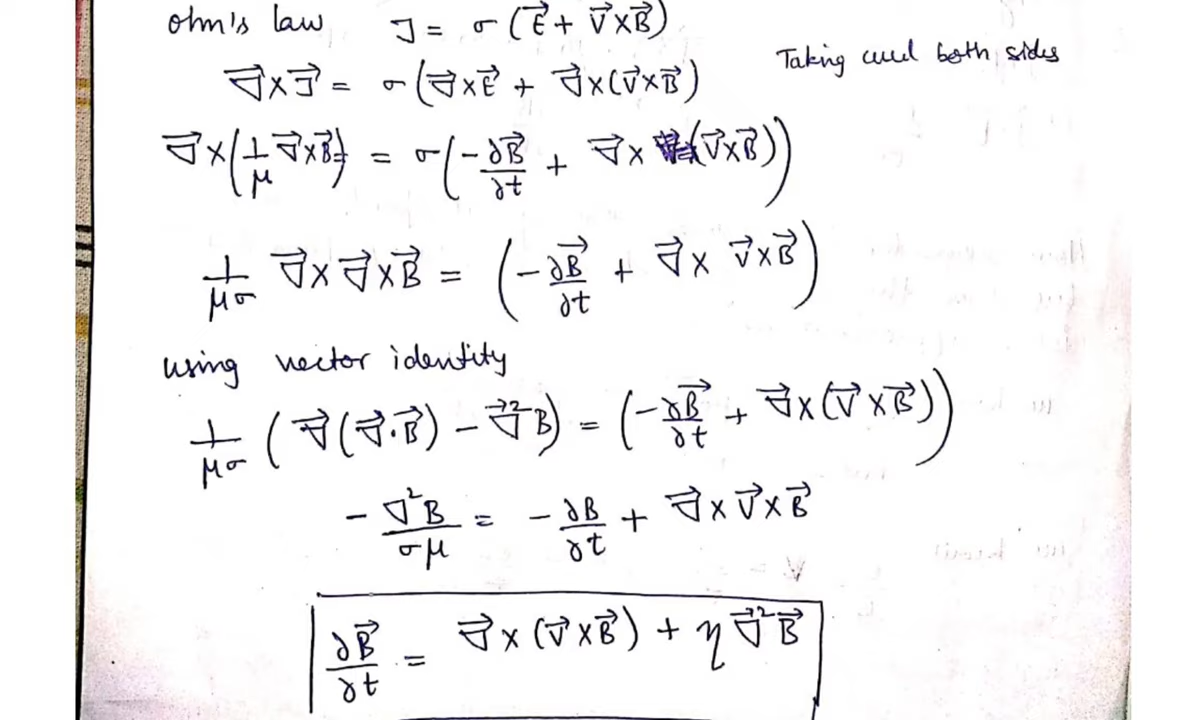 ohm's law J = σ (E⃗ + V⃗×B⃗)
Taking curl both sides
∇⃗×J⃗ = σ(∇⃗×E⃗ + ∇⃗×(V⃗×B⃗)
∇⃗×(1/μ ∇⃗×B⃗) = σ(-∂B⃗/∂t + ∇⃗× (V⃗×B⃗))
1/μσ ∇⃗×∇⃗×B⃗ = (-∂B⃗/∂t + ∇⃗× V⃗×B⃗)
using vector identity
1/μσ (∇⃗(∇⃗.B⃗) - ∇⃗²B) = (-∂B⃗/∂t + ∇⃗×(V⃗×B⃗))
- ∇²B/σμ = -∂B/∂t + ∇⃗×V⃗×B⃗
∂B⃗/∂t = ∇⃗×(V⃗×B⃗) + η∇⃗²B⃗